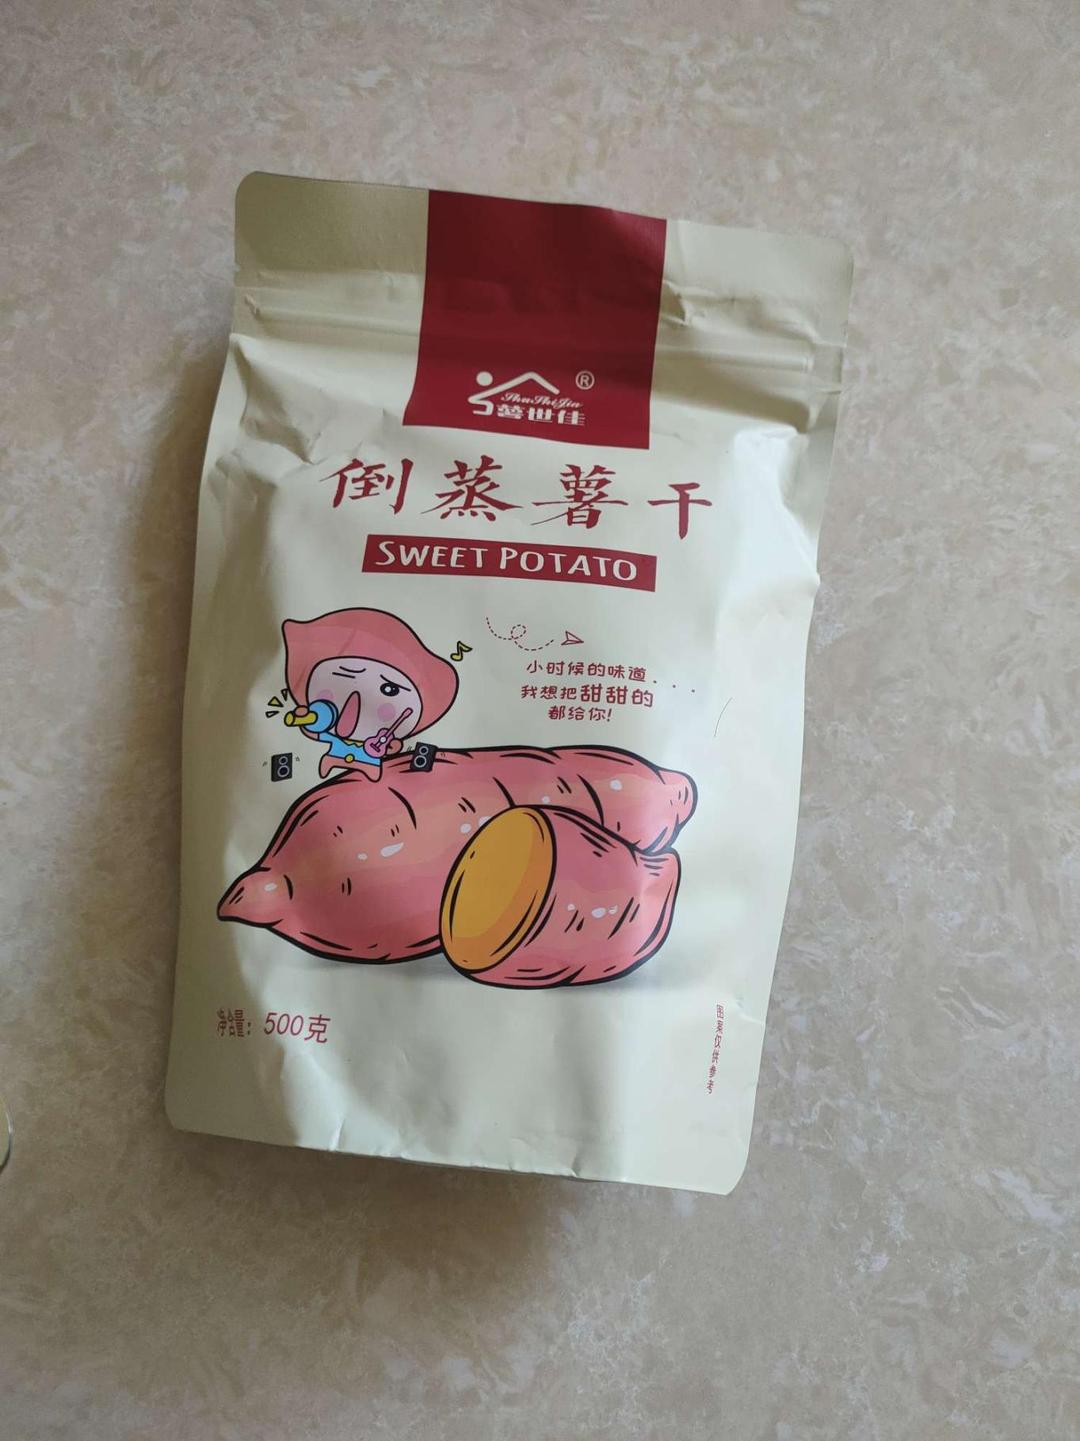 ®
ShuShiJia
薯世佳
倒蒸薯干
SWEET POTATO
小时候的味道....
我想把甜甜的
都给你!
净含量：500克
图案仅供参考